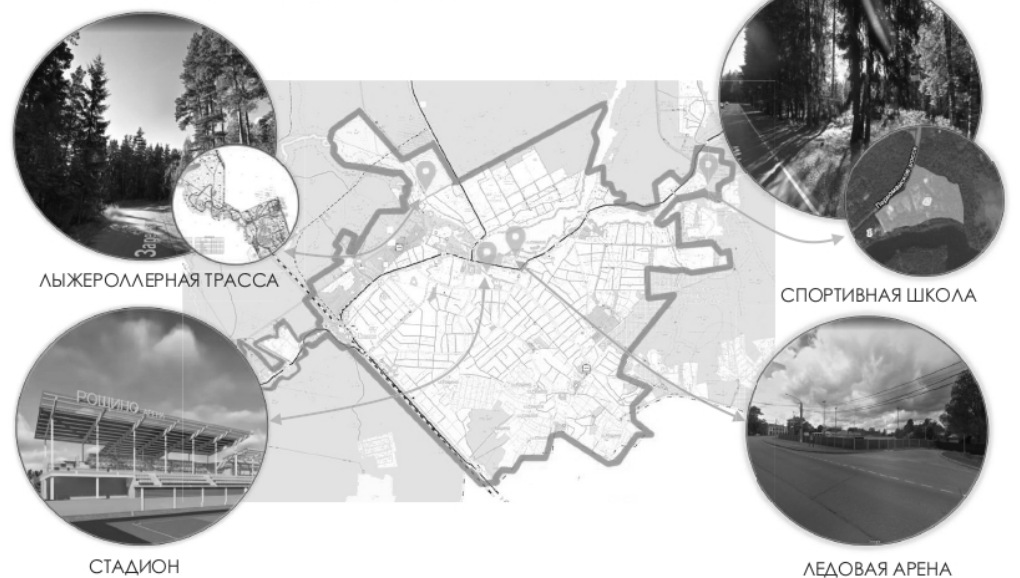 ЛЫЖЕРОЛЛЕРНАЯ ТРАССА
СПОРТИВНАЯ ШКОЛА
РОЩИНО
СТАДИОН
ЛЕДОВАЯ АРЕНА